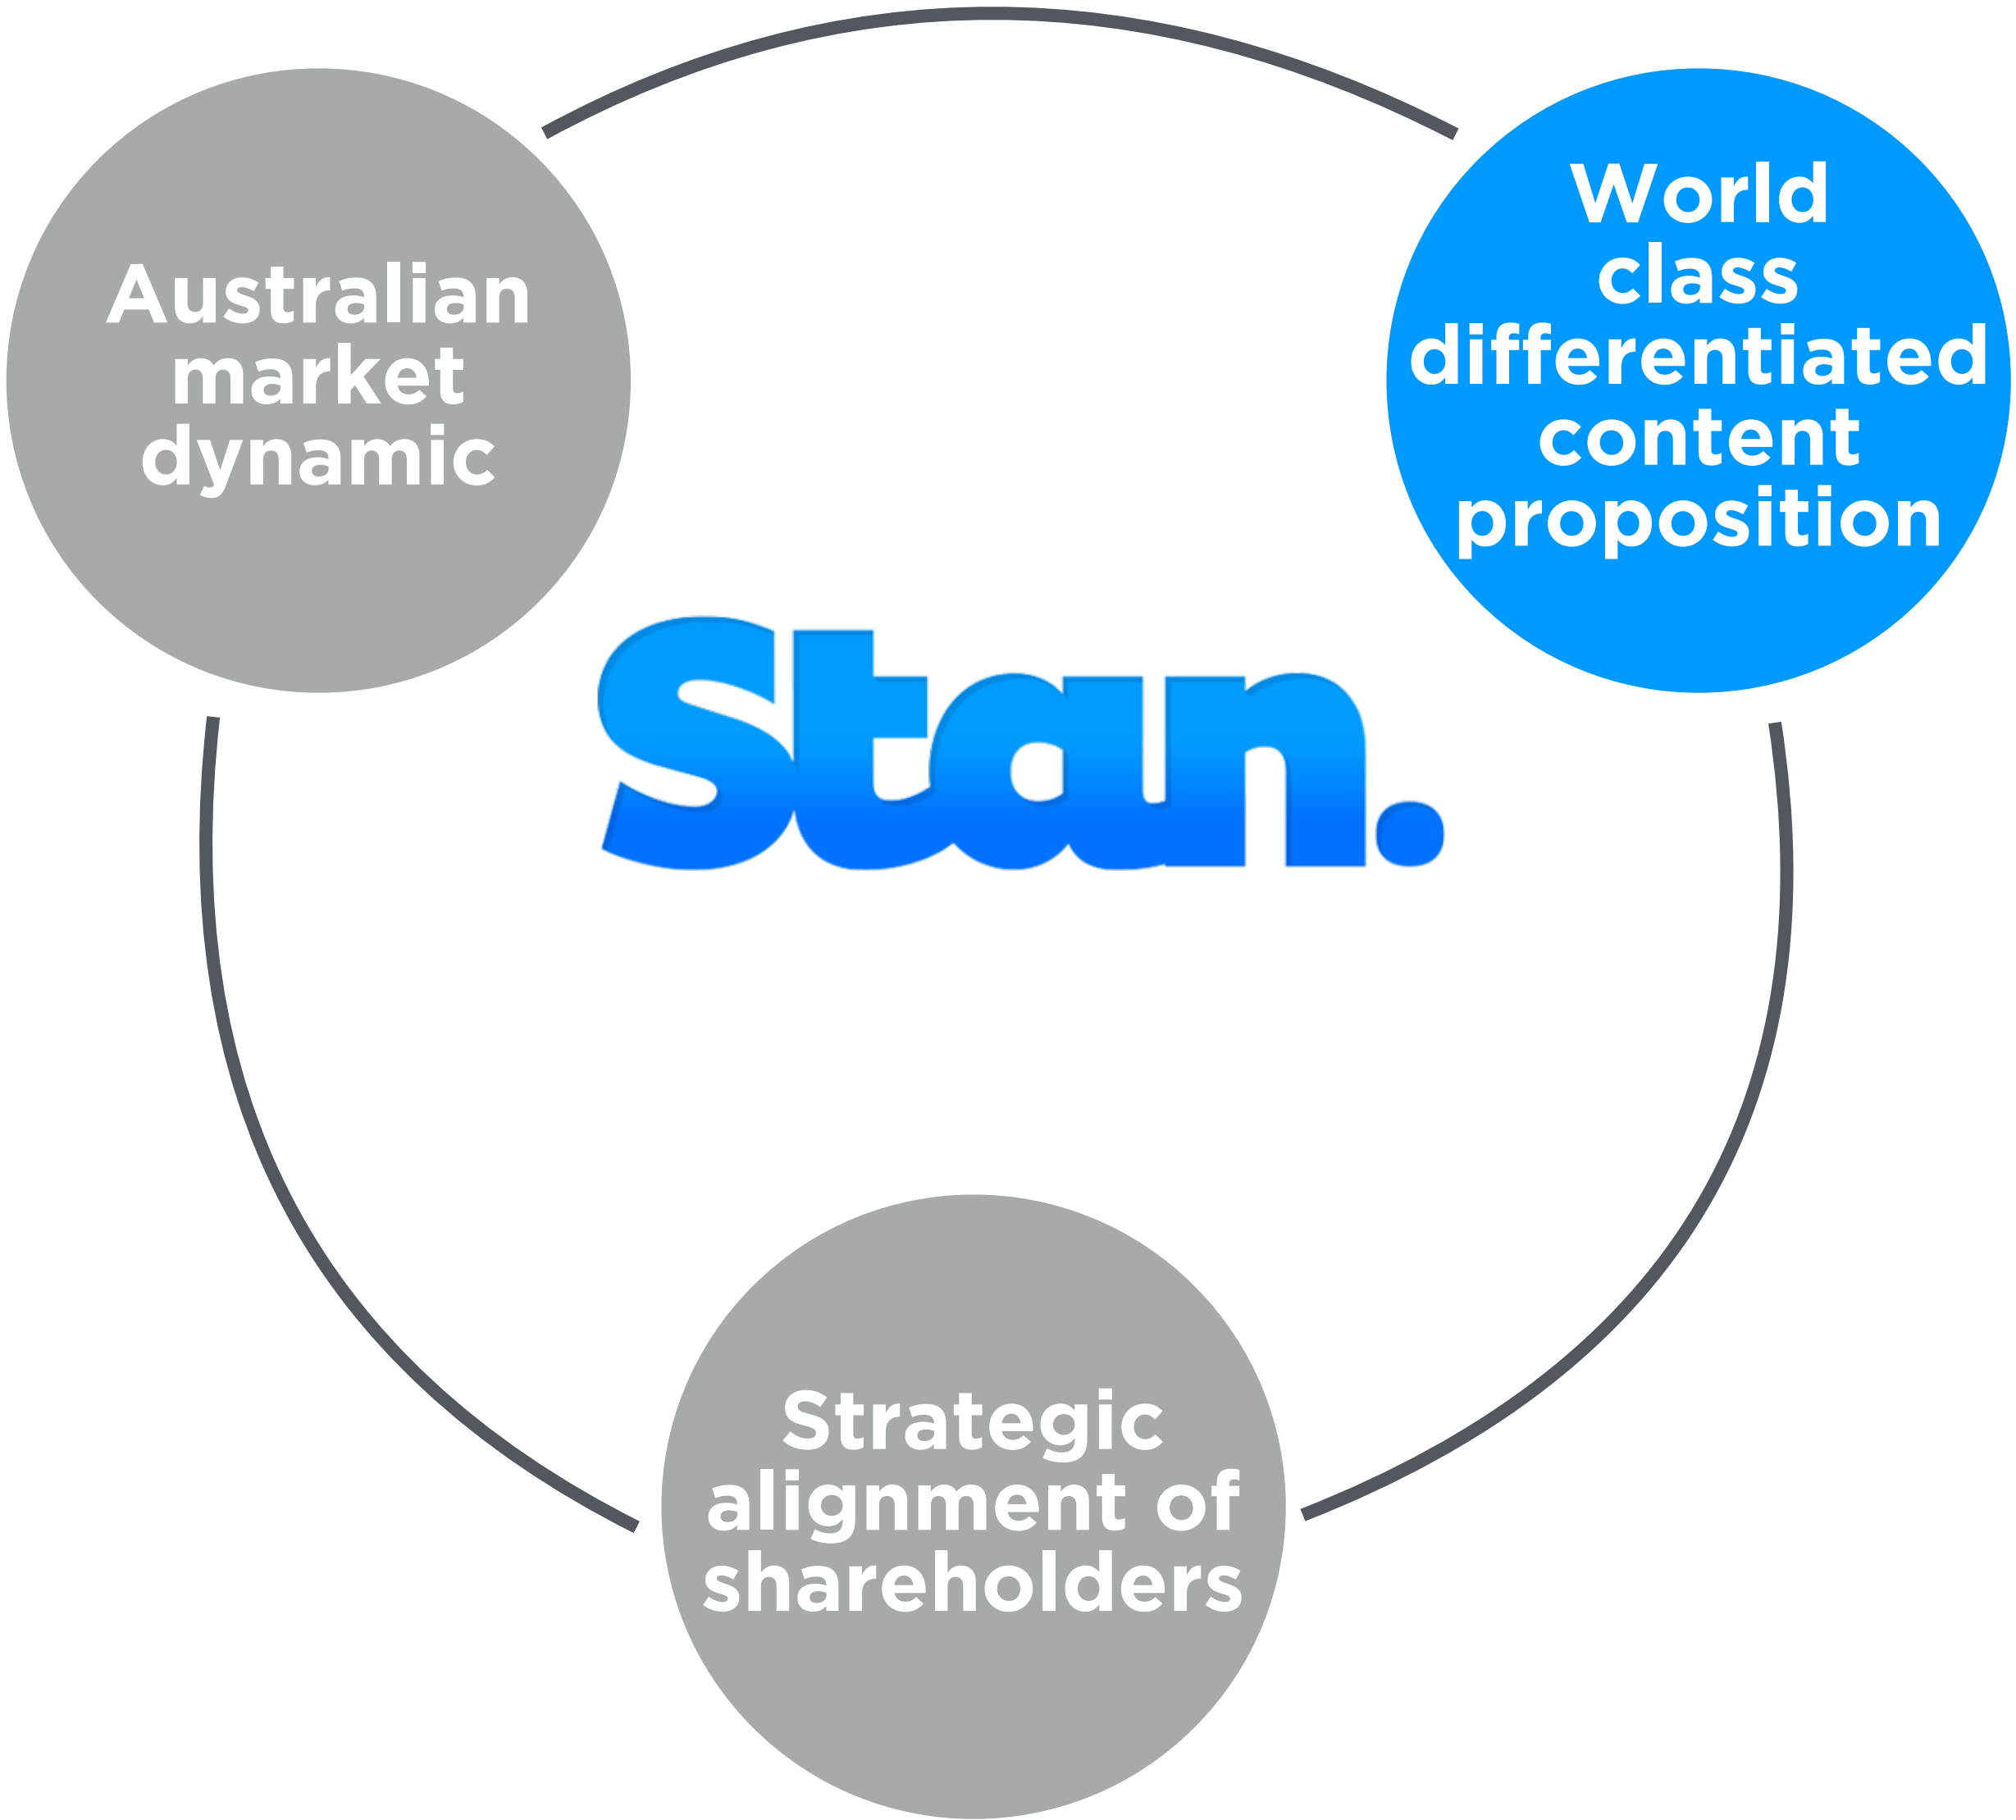 Australian
market
dynamic
World
class
differentiated
content
proposition
Stan.
Strategic
alignment of
shareholders